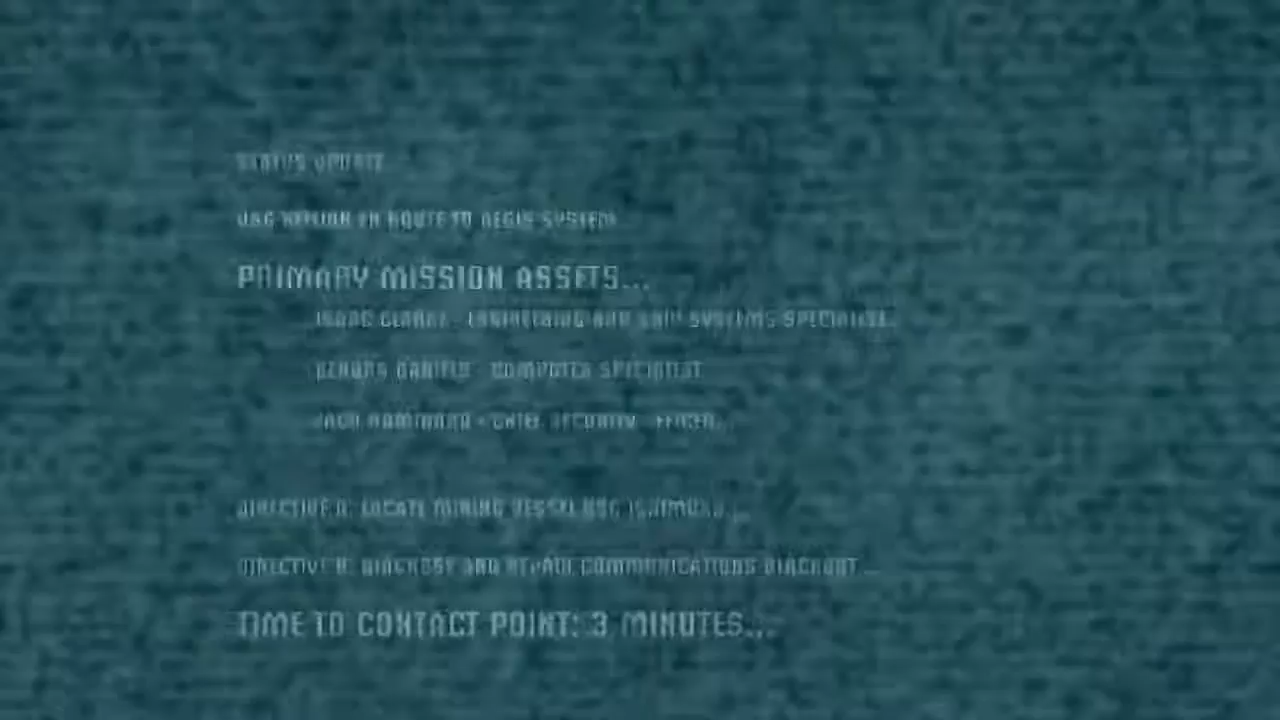 STATUS UPDATE
USG KELLION EN ROUTE TO AEGIS SYSTEM
PRIMARY MISSION ASSETS...
ISAAC CLARKE - ENGINEERING AND SHIP SYSTEMS SPECIALIST...
KENDRA DANIELS - COMPUTER SPECIALIST
HAMMOND - CHIEF SECURITY OFFICER...
DIRECTIVE A: LOCATE MINING VESSEL USG ISHIMURA...
DIRECTIVE B: DIAGNOSE AND REPAIR COMMUNICATIONS BLACKOUT...
TIME TO CONTACT POINT: 3 MINUTES...